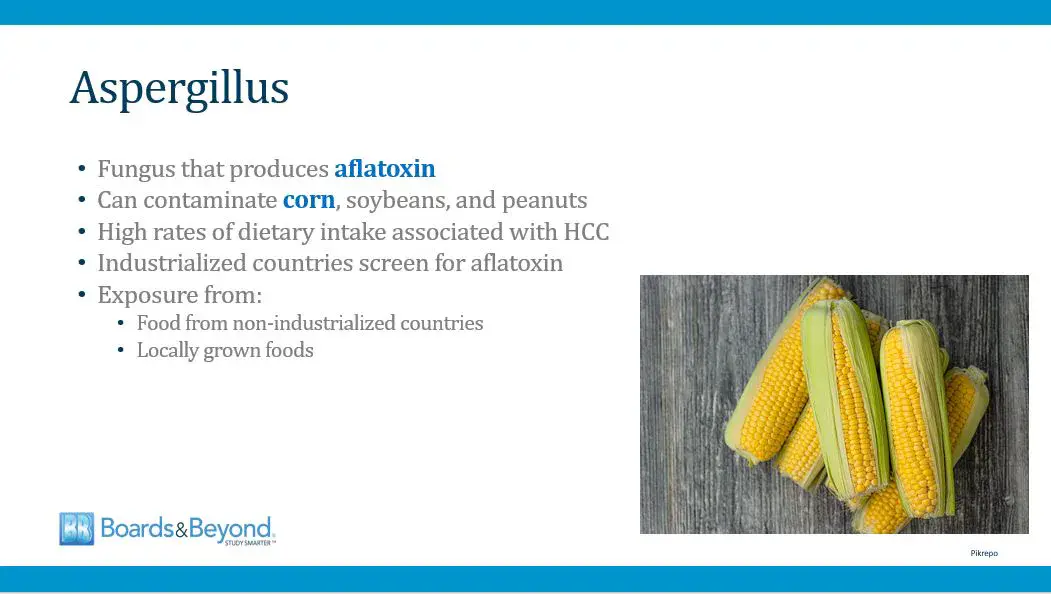 Aspergillus
• Fungus that produces aflatoxin
• Can contaminate corn, soybeans, and peanuts
• High rates of dietary intake associated with HCC
• Industrialized countries screen for aflatoxin
• Exposure from:
• Food from non-industrialized countries
• Locally grown foods
BB Boards&Beyond.
STUDY SMARTER™
Pikrepo